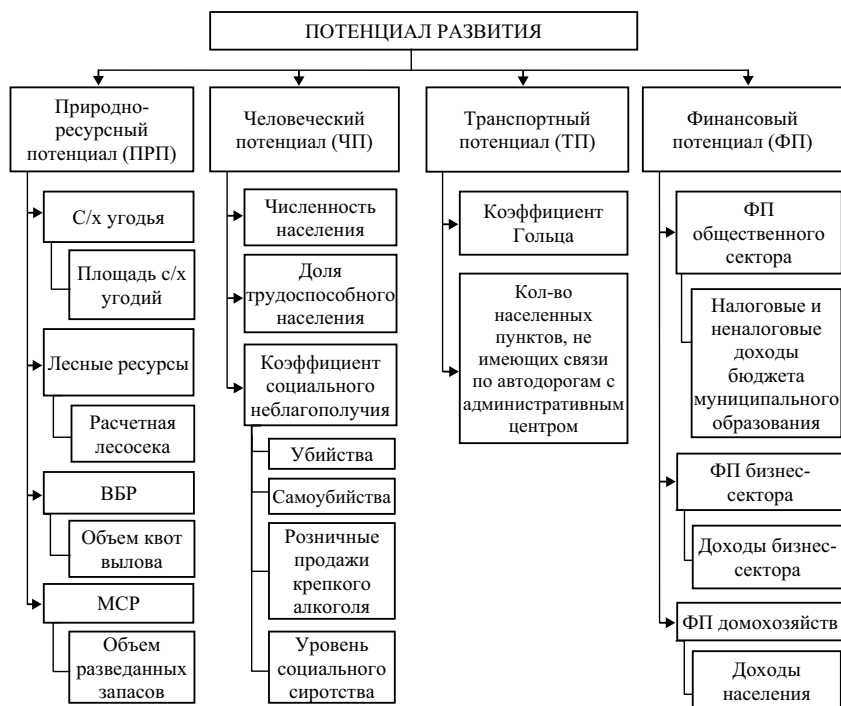 ПОТЕНЦИАЛ РАЗВИТИЯ
Природно-
ресурсный
потенциал (ПРП)
С/х угодья
Площадь с/х
угодий
Лесные ресурсы
Расчетная
лесосека
ВБР
Объем квот
вылова
МСР
Объем
разведанных
запасов
Человеческий
потенциал (ЧП)
Численность
населения
Доля
трудоспособного
населения
Коэффициент
социального
неблагополучия
Убийства
Самоубийства
Розничные
продажи
крепкого
алкоголя
Уровень
социального
сиротства
Транспортный
потенциал (ТП)
Коэффициент
Гольца
Кол-во
населенных
пунктов, не
имеющих связи
по автодорогам с
административным
центром
Финансовый
потенциал (ФП)
ФП
общественного
сектора
Налоговые и
неналоговые
доходы
бюджета
муниципального
образования
ФП бизнес-
сектора
Доходы бизнес-
сектора
ФП домохозяйств
Доходы
населения